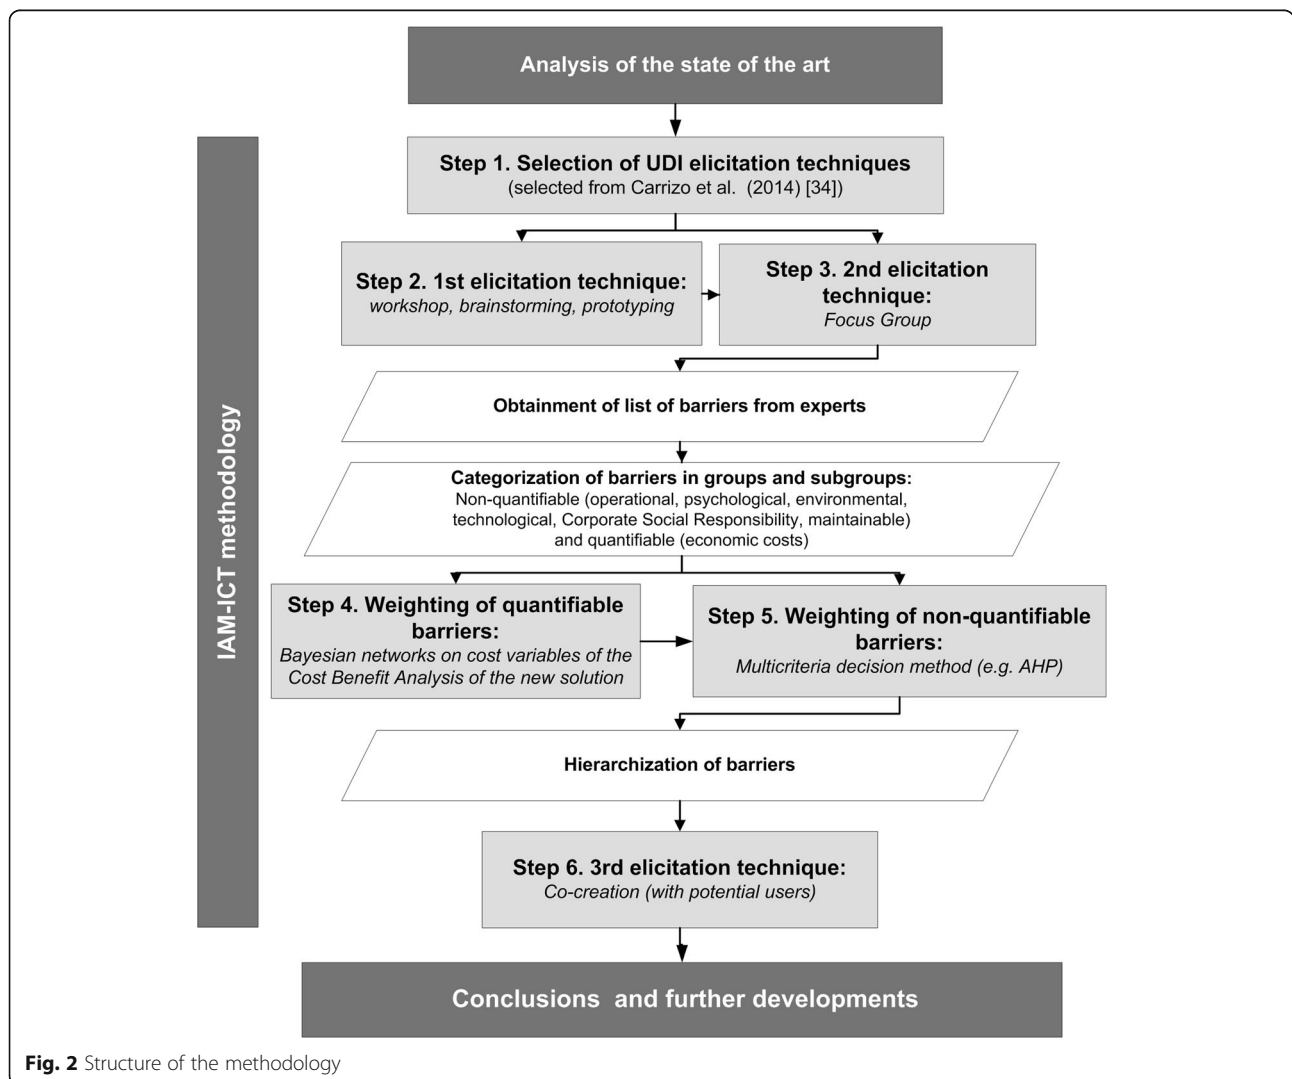 Analysis of the state of the art
IAM-ICT methodology
Step 1. Selection of UDI elicitation techniques
(selected from Carrizo et al. (2014) [34])
Step 2. 1st elicitation technique:
workshop, brainstorming, prototyping
Step 3. 2nd elicitation
technique:
Focus Group
Obtainment of list of barriers from experts
Categorization of barriers in groups and subgroups:
Non-quantifiable (operational, psychological, environmental,
technological, Corporate Social Responsibility, maintainable)
and quantifiable (economic costs)
Step 4. Weighting of quantifiable
barriers:
Bayesian networks on cost variables of the
Cost Benefit Analysis of the new solution
Step 5. Weighting of non-quantifiable
barriers:
Multicriteria decision method (e.g. AHP)
Hierarchization of barriers
Step 6. 3rd elicitation technique:
Co-creation (with potential users)
Conclusions and further developments
Fig. 2 Structure of the methodology